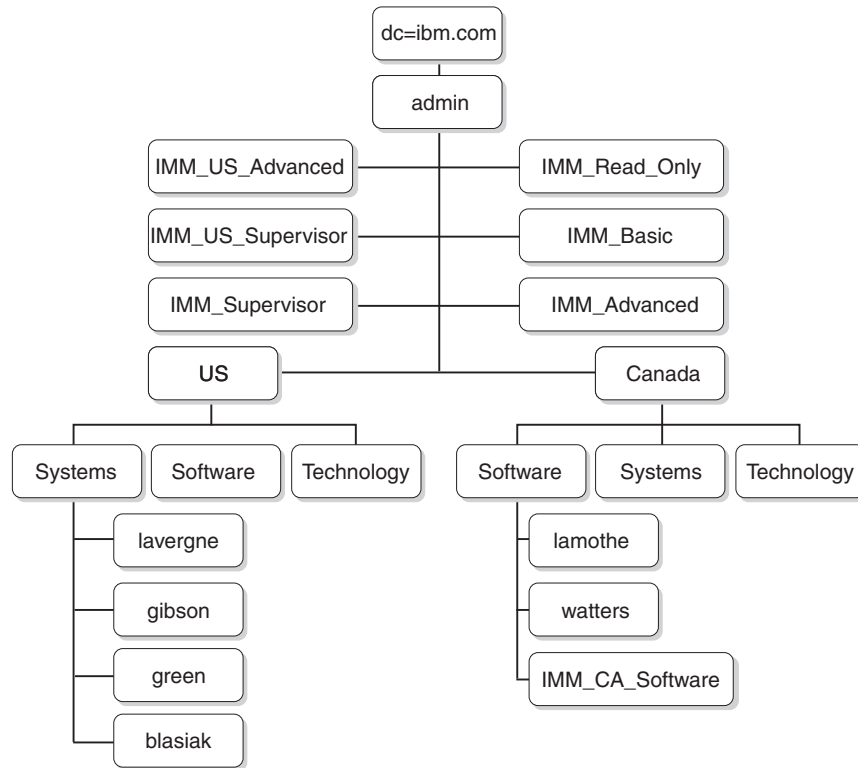 dc=ibm.com
admin
IMM_US_Advanced
IMM_Read_Only
IMM_US_Supervisor
IMM_Basic
IMM_Supervisor
IMM_Advanced
US
Canada
Systems
Software
Technology
Software
Systems
Technology
lavergne
gibson
green
blasiak
lamothe
watters
IMM_CA_Software